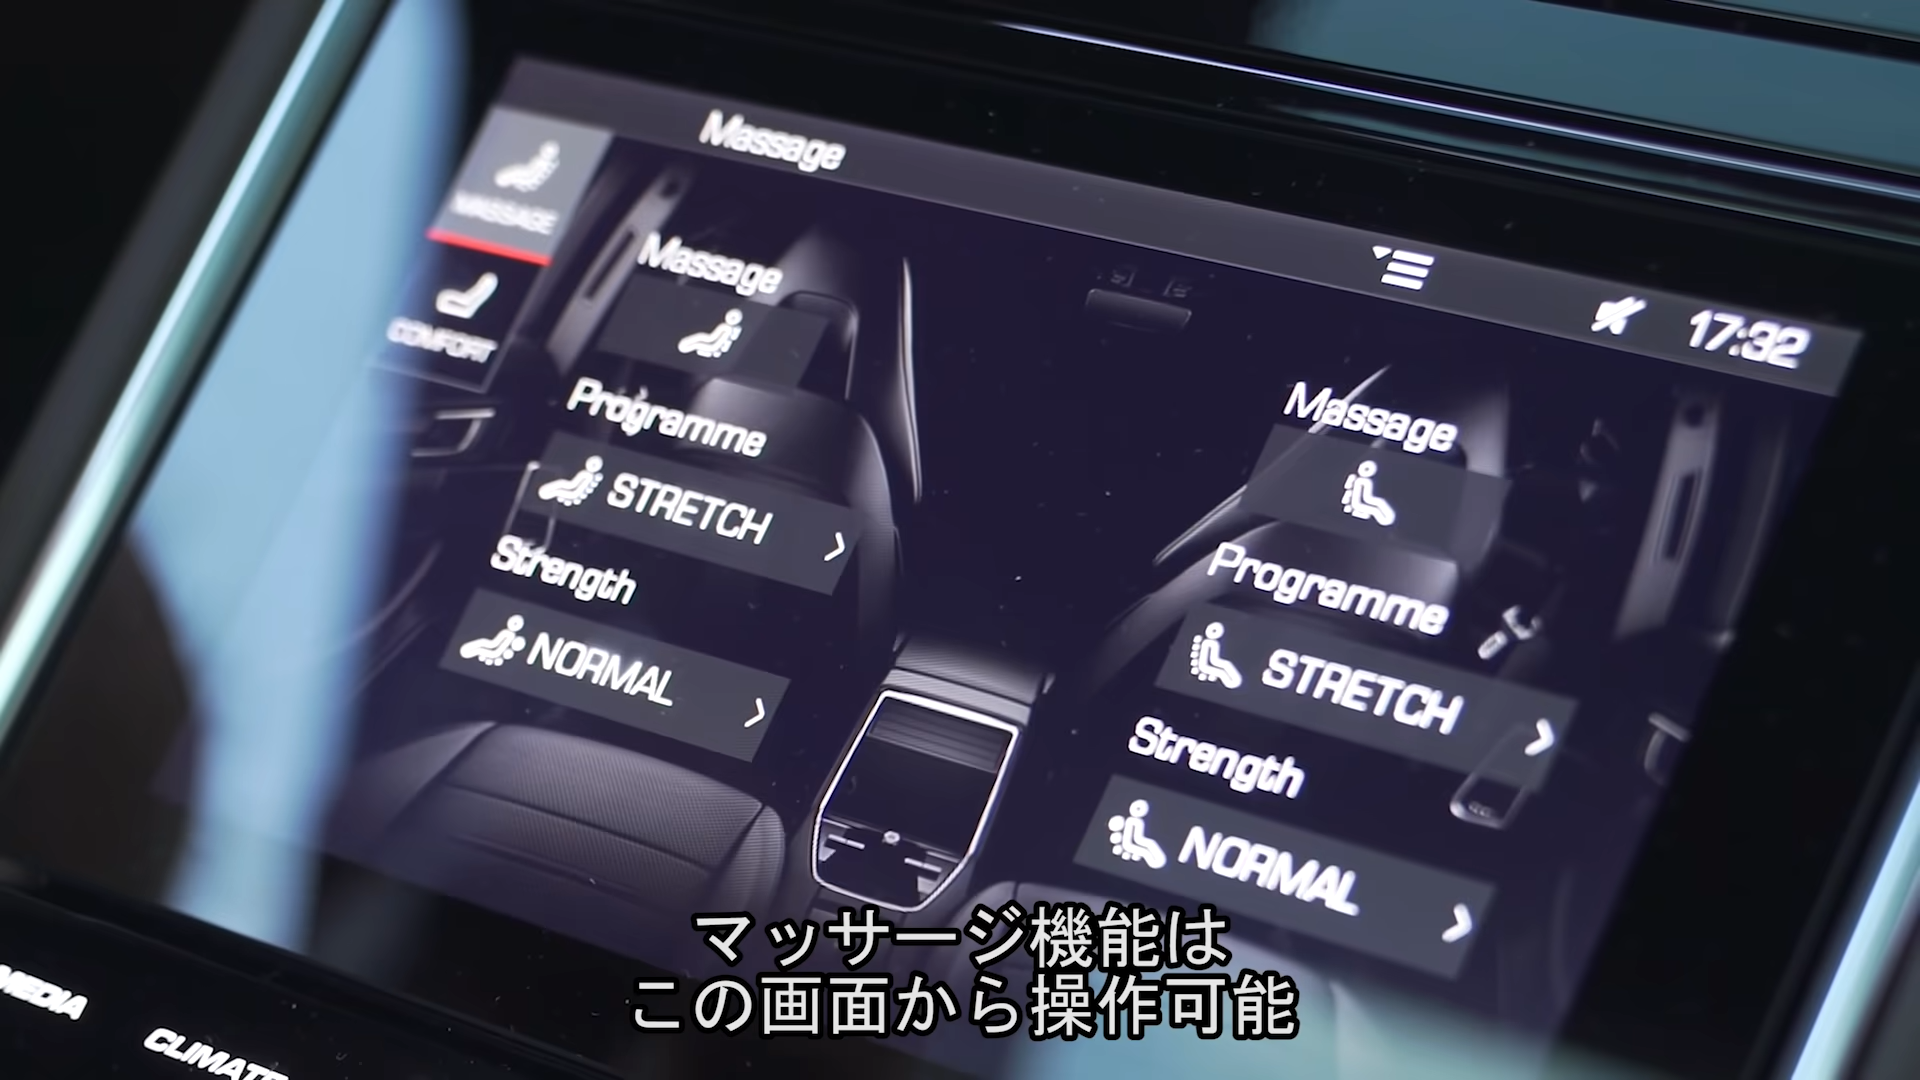 Massage
17:32
MASSAGE
COMFORT
Massage
Programme
STRETCH
Strength
NORMAL
Massage
Programme
STRETCH
Strength
NORMAL
MEDIA
マッサージ機能は
この画面から操作可能